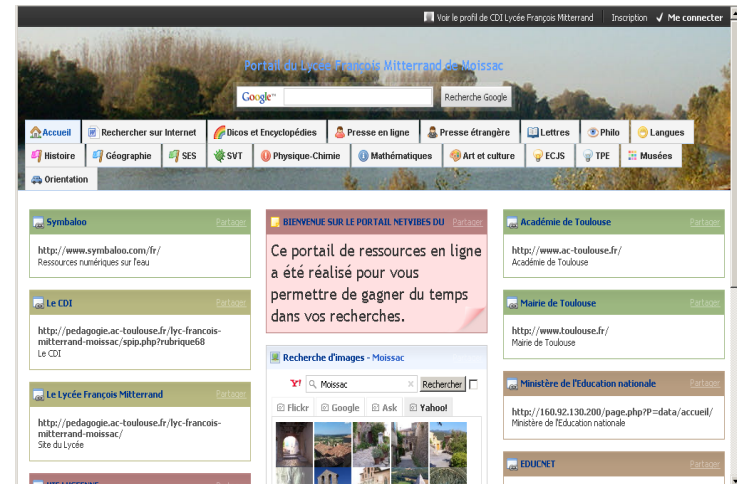 Voir le profil de CDI Lycée François Mitterrand
Inscription
✓ Me connecter
Portail du Lycée François Mitterrand de Moissac
Google™
Recherche Google
Accueil
Rechercher sur Internet
Dicos et Encyclopédies
Presse en ligne
Presse étrangère
Lettres
Philo
Langues
Histoire
Géographie
SES
SVT
Physique-Chimie
Mathématiques
Art et culture
ECJS
TPE
Musées
Orientation
Symbaloo
Partager
http://www.symbaloo.com/fr/
Ressources numériques sur l'eau
Le CDI
Partager
http://pedagogie.ac-toulouse.fr/lyc-francois-
mitterrand-moissac/spip.php?rubrique68
Le CDI
Le Lycée François Mitterrand
Partager
http://pedagogie.ac-toulouse.fr/lyc-francois-
mitterrand-moissac/
Site du Lycée
BIENVENUE SUR LE PORTAIL NETVIBES DU
Partager
Ce portail de ressources en ligne
a été réalisé pour vous
permettre de gagner du temps
dans vos recherches.
Recherche d'images - Moissac
Y!
Moissac
Rechercher
Flickr
Google
Ask
Yahoo!
Académie de Toulouse
Partager
http://www.ac-toulouse.fr/
Académie de Toulouse
Mairie de Toulouse
Partager
http://www.toulouse.fr/
Mairie de Toulouse
Ministère de l'Education nationale
Partager
http://160.92.130.200/page.php?P=data/accueil/
Ministère de l'Education nationale
EDUCNET
Partager